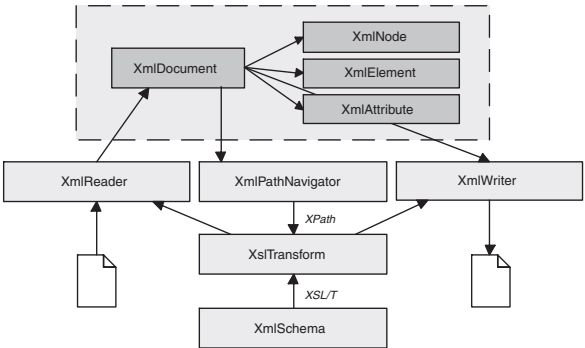 XmlNode
XmlDocument
XmlElement
XmlAttribute
XmlReader
XmlPathNavigator
XmlWriter
XPath
XslTransform
XSL/T
XmlSchema